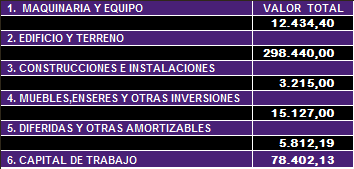 1. MAQUINARIA Y EQUIPO VALOR TOTAL
12.434,40
2. EDIFICIO Y TERRENO
298.440,00
3. CONSTRUCCIONES E INSTALACIONES
3.215,00
4. MUEBLES,ENSERES Y OTRAS INVERSIONES
15.127,00
5. DIFERIDAS Y OTRAS AMORTIZABLES
5.812,19
6. CAPITAL DE TRABAJO 78.402,13